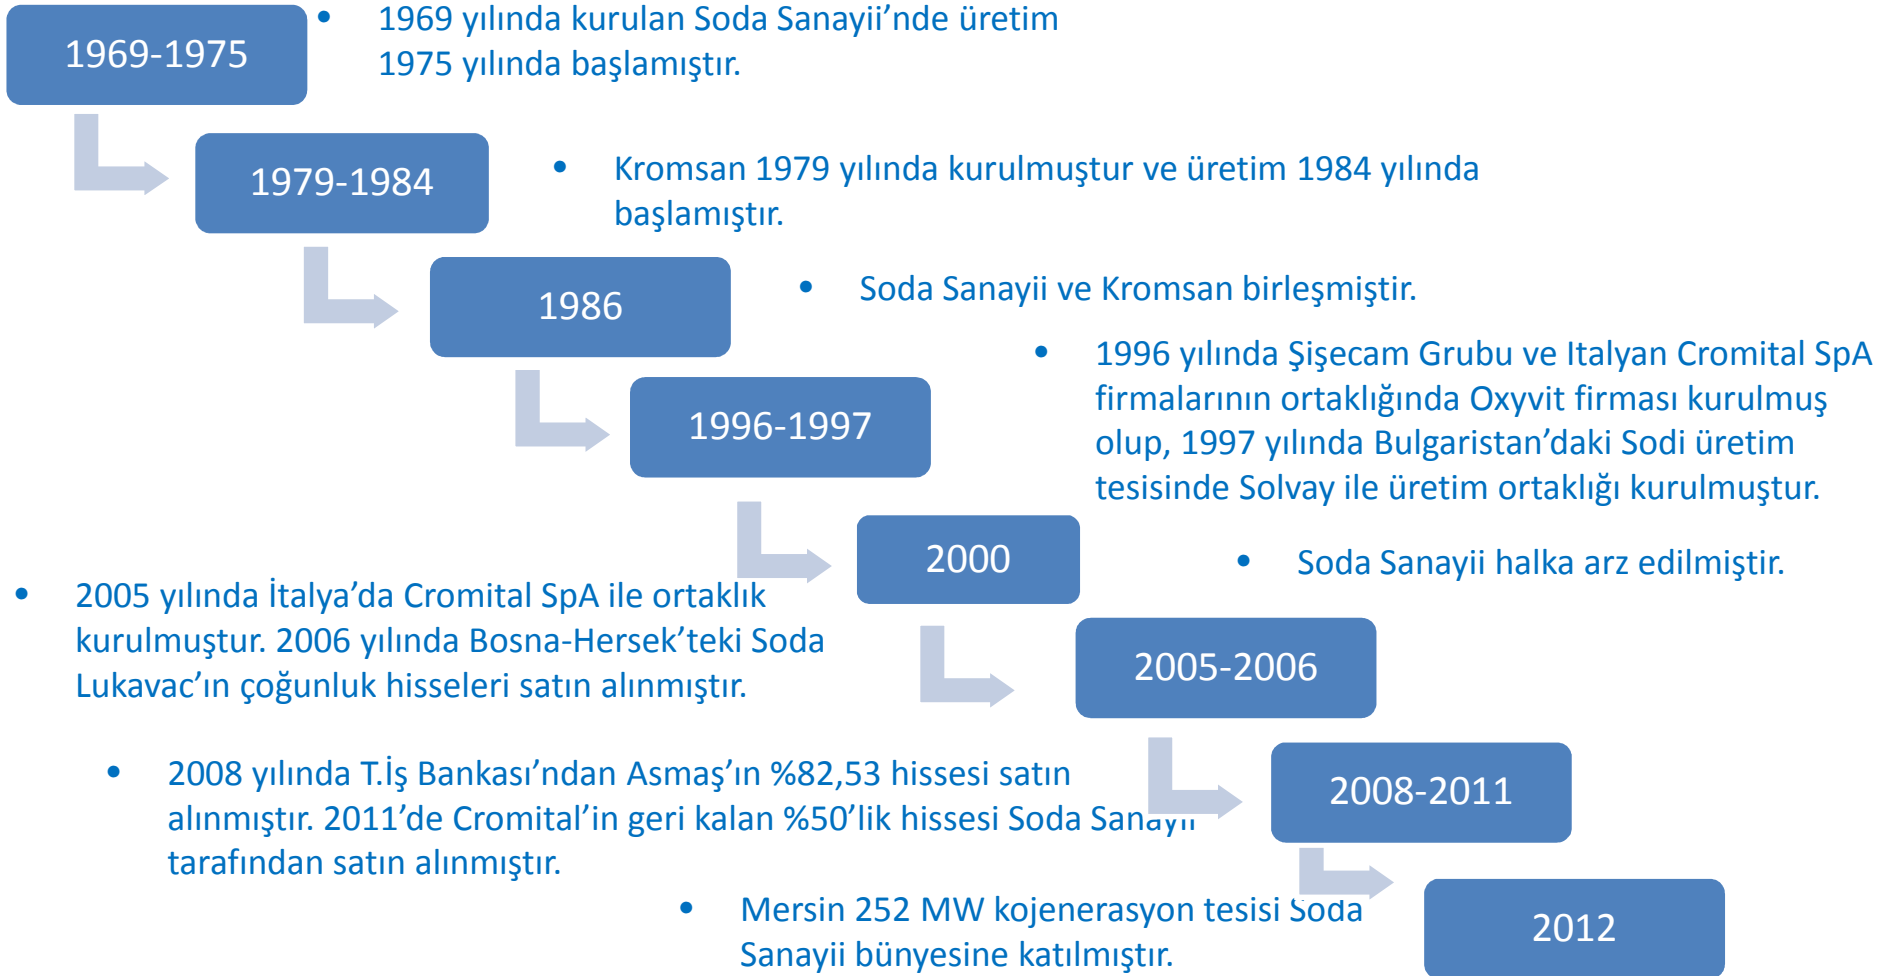 1969-1975
• 1969 yılında kurulan Soda Sanayii’nde üretim
1975 yılında başlamıştır.
1979-1984
• Kromsan 1979 yılında kurulmuştur ve üretim 1984 yılında
başlamıştır.
1986
• Soda Sanayii ve Kromsan birleşmiştir.
1996-1997
• 1996 yılında Şişecam Grubu ve Italyan Cromital SpA
firmalarının ortaklığında Oxyvit firması kurulmuş
olup, 1997 yılında Bulgaristan’daki Sodi üretim
tesisinde Solvay ile üretim ortaklığı kurulmuştur.
2000
• Soda Sanayii halka arz edilmiştir.
2005-2006
• 2005 yılında İtalya’da Cromital SpA ile ortaklık
kurulmuştur. 2006 yılında Bosna-Hersek’teki Soda
Lukavac’ın çoğunluk hisseleri satın alınmıştır.
2008-2011
• 2008 yılında T.İş Bankası’ndan Asmaş’ın %82,53 hissesi satın
alınmıştır. 2011’de Cromital’in geri kalan %50’lik hissesi Soda Sanayii
tarafından satın alınmıştır.
2012
• Mersin 252 MW kojenerasyon tesisi Soda
Sanayii bünyesine katılmıştır.